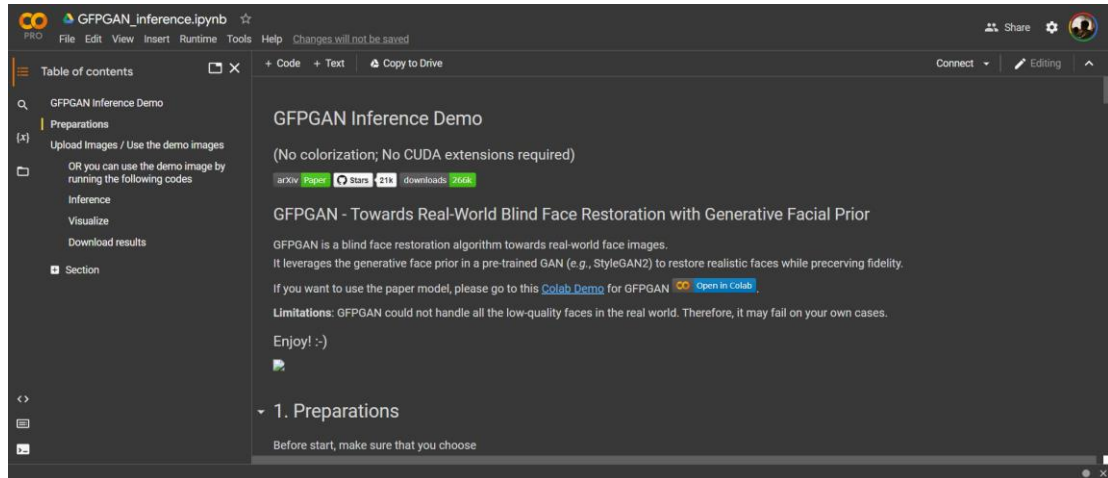 GFPGAN_inference.ipynb
PRO
File Edit View Insert Runtime Tools Help Changes will not be saved
Share
Table of contents
+ Code + Text Copy to Drive
Connect
Editing
GFPGAN Inference Demo
Preparations
Upload Images / Use the demo images
OR you can use the demo image by
running the following codes
Inference
Visualize
Download results
Section
{x}
GFPGAN Inference Demo
(No colorization; No CUDA extensions required)
arXiv Paper Stars 21k downloads 266k
GFPGAN - Towards Real-World Blind Face Restoration with Generative Facial Prior
GFPGAN is a blind face restoration algorithm towards real-world face images.
It leverages the generative face prior in a pre-trained GAN (e.g., StyleGAN2) to restore realistic faces while precerving fidelity.
If you want to use the paper model, please go to this Colab Demo for GFPGAN Open in Colab .
Limitations: GFPGAN could not handle all the low-quality faces in the real world. Therefore, it may fail on your own cases.
Enjoy! :-)
1. Preparations
Before start, make sure that you choose